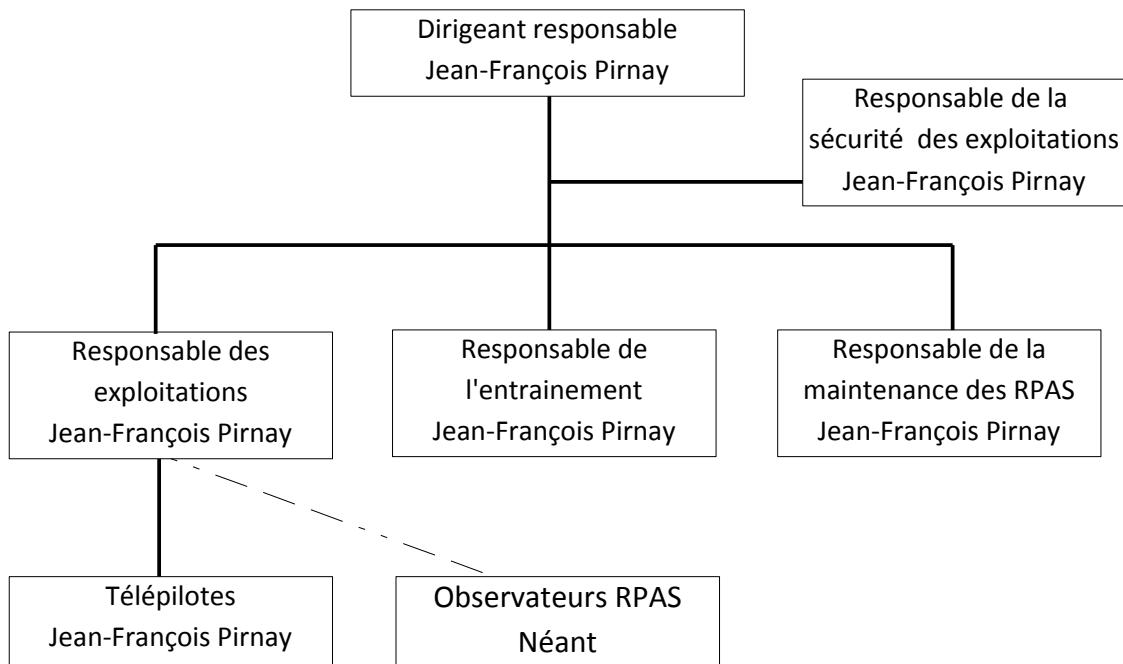 Dirigeant responsable
Jean-François Pirnay
Responsable de la
sécurité des exploitations
Jean-François Pirnay
Responsable des
exploitations
Jean-François Pirnay
Responsable de
l'entrainement
Jean-François Pirnay
Responsable de la
maintenance des RPAS
Jean-François Pirnay
Télépilotes
Jean-François Pirnay
Observateurs RPAS
Néant